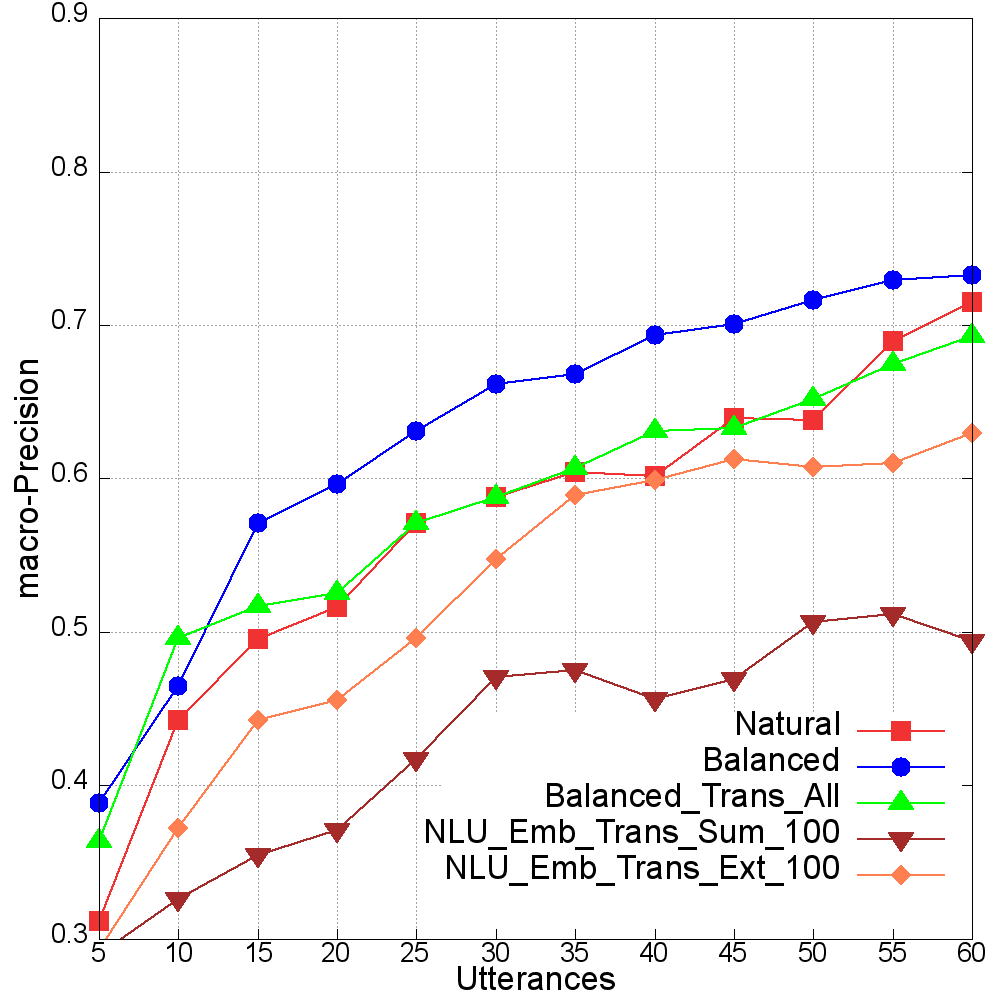 0.9
0.8
0.7
0.6
0.5
0.4
0.3
macro-Precision
Natural
Balanced
Balanced_Trans_All
NLU_Emb_Trans_Sum_100
NLU_Emb_Trans_Ext_100
5 10 15 20 25 30 35 40 45 50 55 60
Utterances